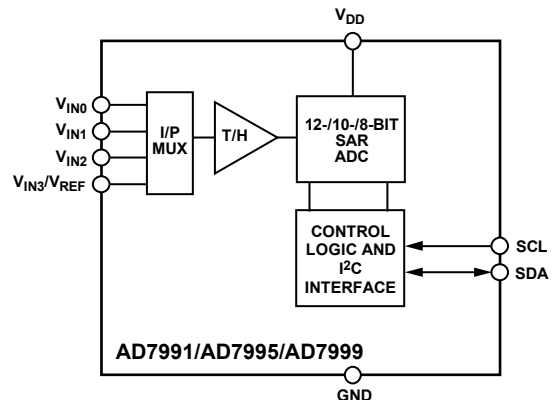 VDD
VIN0
VIN1
VIN2
VIN3/VREF
I/P
MUX
T/H
12-/10-/8-BIT
SAR
ADC
CONTROL
LOGIC AND
I2C
INTERFACE
SCL
SDA
AD7991/AD7995/AD7999
GND